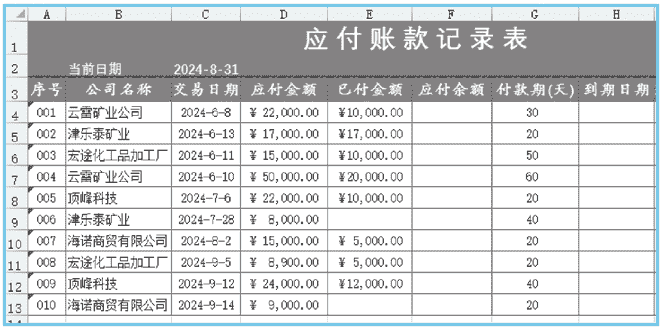 A B C D E F G H
1 应付账款记录表
2 当前日期 2024-8-31
3 序号 公司名称 交易日期 应付金额 已付金额 应付余额 付款期(天) 到期日期
4 001 云雷矿业公司 2024-6-8 ¥ 22,000.00 ¥10,000.00 30
5 002 津乐泰矿业 2024-6-13 ¥ 17,000.00 ¥17,000.00 20
6 003 宏途化工品加工厂 2024-6-11 ¥ 15,000.00 ¥10,000.00 50
7 004 云雷矿业公司 2024-6-10 ¥ 50,000.00 ¥20,000.00 60
8 005 顶峰科技 2024-7-6 ¥ 22,000.00 ¥10,000.00 20
9 006 津乐泰矿业 2024-7-28 ¥ 8,000.00 40
10 007 海诺商贸有限公司 2024-8-2 ¥ 15,000.00 ¥ 5,000.00 20
11 008 宏途化工品加工厂 2024-9-5 ¥ 8,900.00 ¥ 5,000.00 20
12 009 顶峰科技 2024-9-12 ¥ 24,000.00 ¥12,000.00 40
13 010 海诺商贸有限公司 2024-9-14 ¥ 9,000.00 20